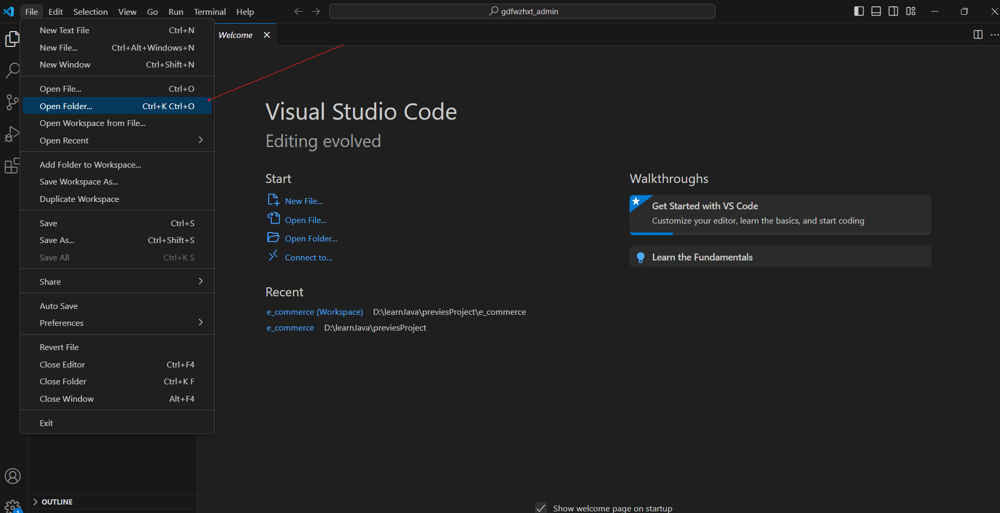 File Edit Selection View Go Run Terminal Help
gdfwzhxt_admin
New Text File Ctrl+N
New File... Ctrl+Alt+Windows+N
New Window Ctrl+Shift+N
Open File... Ctrl+O
Open Folder... Ctrl+K Ctrl+O
Open Workspace from File...
Open Recent
Add Folder to Workspace...
Save Workspace As...
Duplicate Workspace
Save Ctrl+S
Save As... Ctrl+Shift+S
Save All Ctrl+K S
Share
Auto Save
Preferences
Revert File
Close Editor Ctrl+F4
Close Folder Ctrl+K F
Close Window Alt+F4
Exit
OUTLINE
1
Welcome
Visual Studio Code
Editing evolved
Start
New File...
Open File...
Open Folder...
Connect to...
Recent
e_commerce (Workspace) D:\learnJava\previesProject\e_commerce
e_commerce D:\learnJava\previesProject
Walkthroughs
Get Started with VS Code
Customize your editor, learn the basics, and start coding
Learn the Fundamentals
Show welcome page on startup